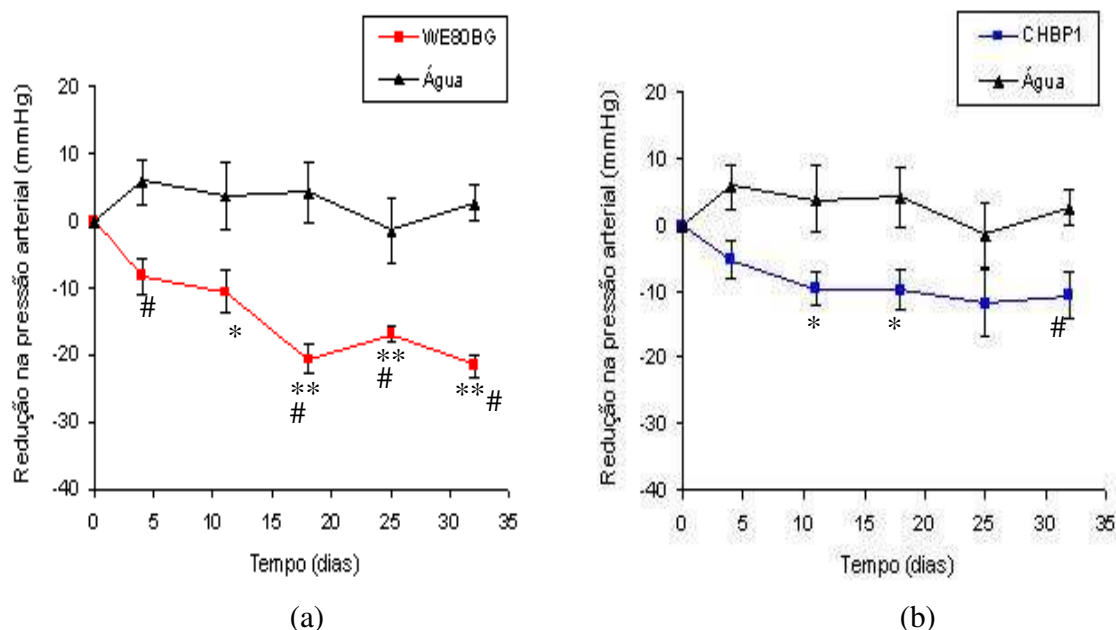 WE80BG
Água
Redução na pressão arterial (mmHg)
20
10
0
-10
-20
-30
-40
#
*
**
#
**
#
**#
0 5 10 15 20 25 30 35
Tempo (dias)
(a)
CHBP1
Água
Redução na pressão arterial (mmHg)
20
10
0
-10
-20
-30
-40
*
*
#
0 5 10 15 20 25 30 35
Tempo (dias)
(b)